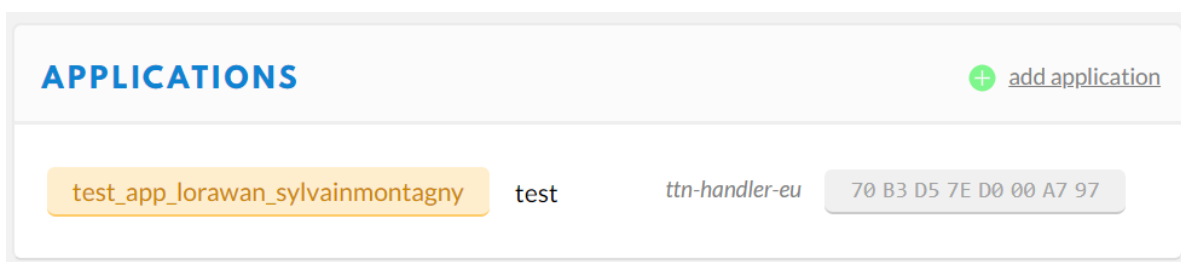 APPLICATIONS
add application
test_app_lorawan_sylvainmontagny test ttn-handler-eu 70 B3 D5 7E D0 00 A7 97